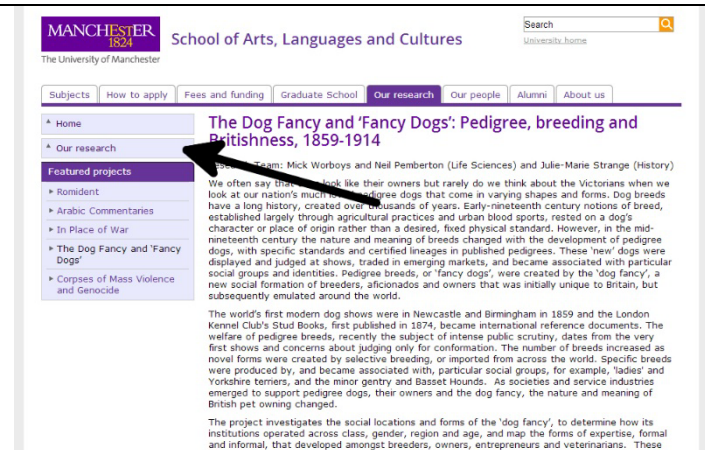 MANCHESTER
1824
The University of Manchester
School of Arts, Languages and Cultures
Search
University home
Subjects
How to apply
Fees and funding
Graduate School
Our research
Our people
Alumni
About us
Home
Our research
Featured projects
Romident
Arabic Commentaries
In Place of War
The Dog Fancy and 'Fancy
Dogs'
Corpses of Mass Violence
and Genocide
The Dog Fancy and ‘Fancy Dogs’: Pedigree, breeding and
Britishness, 1859-1914
Team: Mick Worboys and Neil Pemberton (Life Sciences) and Julie-Marie Strange (History)
We often say that look like their owners but rarely do we think about the Victorians when we
look at our nation's much pedigree dogs that come in varying shapes and forms. Dog breeds
have a long history, created over thousands of years. Early-nineteenth century notions of breed,
established largely through agricultural practices and urban blood sports, rested on a dog's
character or place of origin rather than a desired, fixed physical standard. However, in the mid-
nineteenth century the nature and meaning of breeds changed with the development of pedigree
dogs, with specific standards and certified lineages in published pedigrees. These 'new' dogs were
displayed and judged at shows, traded in emerging markets, and became associated with particular
social groups and identities. Pedigree breeds, or 'fancy dogs', were created by the 'dog fancy', a
new social formation of breeders, aficionados and owners that was initially unique to Britain, but
subsequently emulated around the world.
The world's first modern dog shows were in Newcastle and Birmingham in 1859 and the London
Kennel Club's Stud Books, first published in 1874, became international reference documents. The
welfare of pedigree breeds, recently the subject of intense public scrutiny, dates from the very
first shows and concerns about judging only for conformation. The number of breeds increased as
novel forms were created by selective breeding, or imported from across the world. Specific breeds
were produced by, and became associated with, particular social groups, for example, 'ladies' and
Yorkshire terriers, and the minor gentry and Basset Hounds. As societies and service industries
emerged to support pedigree dogs, their owners and the dog fancy, the nature and meaning of
British pet owning changed.
The project investigates the social locations and forms of the 'dog fancy', to determine how its
institutions operated across class, gender, region and age, and map the forms of expertise, formal
and informal, that developed amongst breeders, owners, entrepreneurs and veterinarians. These